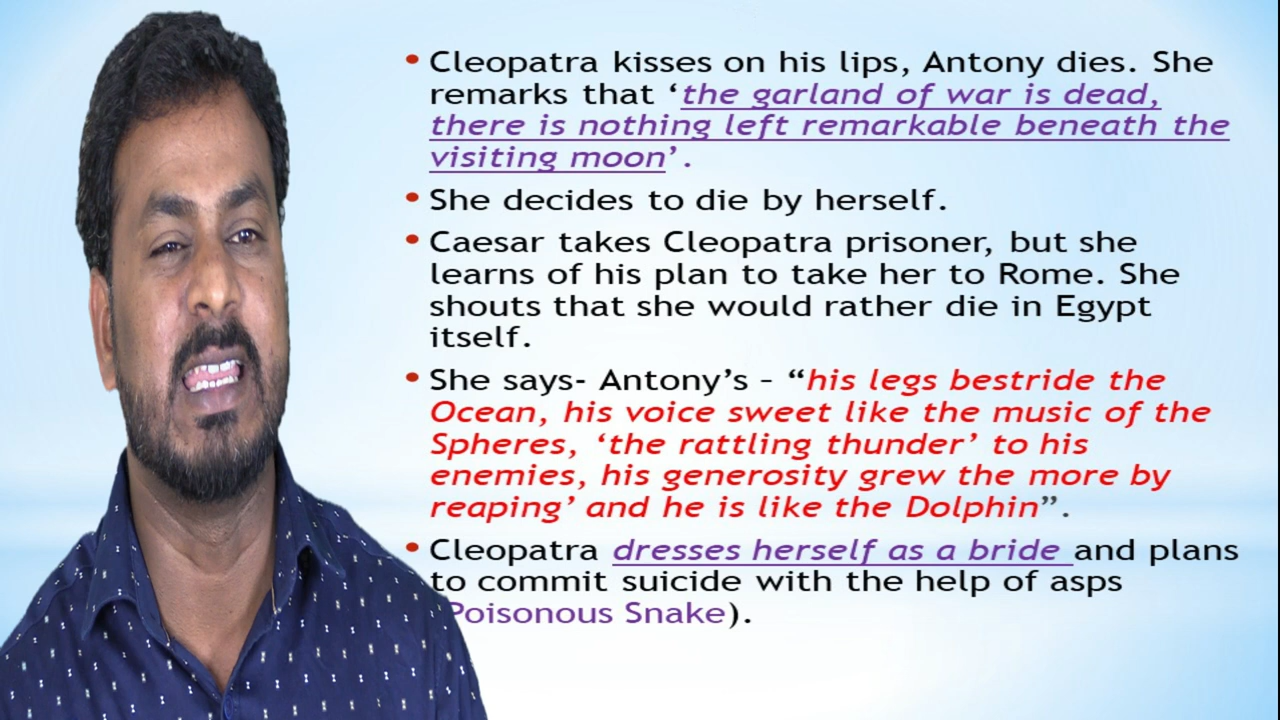 • Cleopatra kisses on his lips, Antony dies. She
remarks that ‘the garland of war is dead,
there is nothing left remarkable beneath the
visiting moon’.
• She decides to die by herself.
• Caesar takes Cleopatra prisoner, but she
learns of his plan to take her to Rome. She
shouts that she would rather die in Egypt
itself.
• She says- Antony’s – “his legs bestride the
Ocean, his voice sweet like the music of the
Spheres, ‘the rattling thunder’ to his
enemies, his generosity grew the more by
reaping’ and he is like the Dolphin”.
• Cleopatra dresses herself as a bride and plans
to commit suicide with the help of asps
Poisonous Snake).